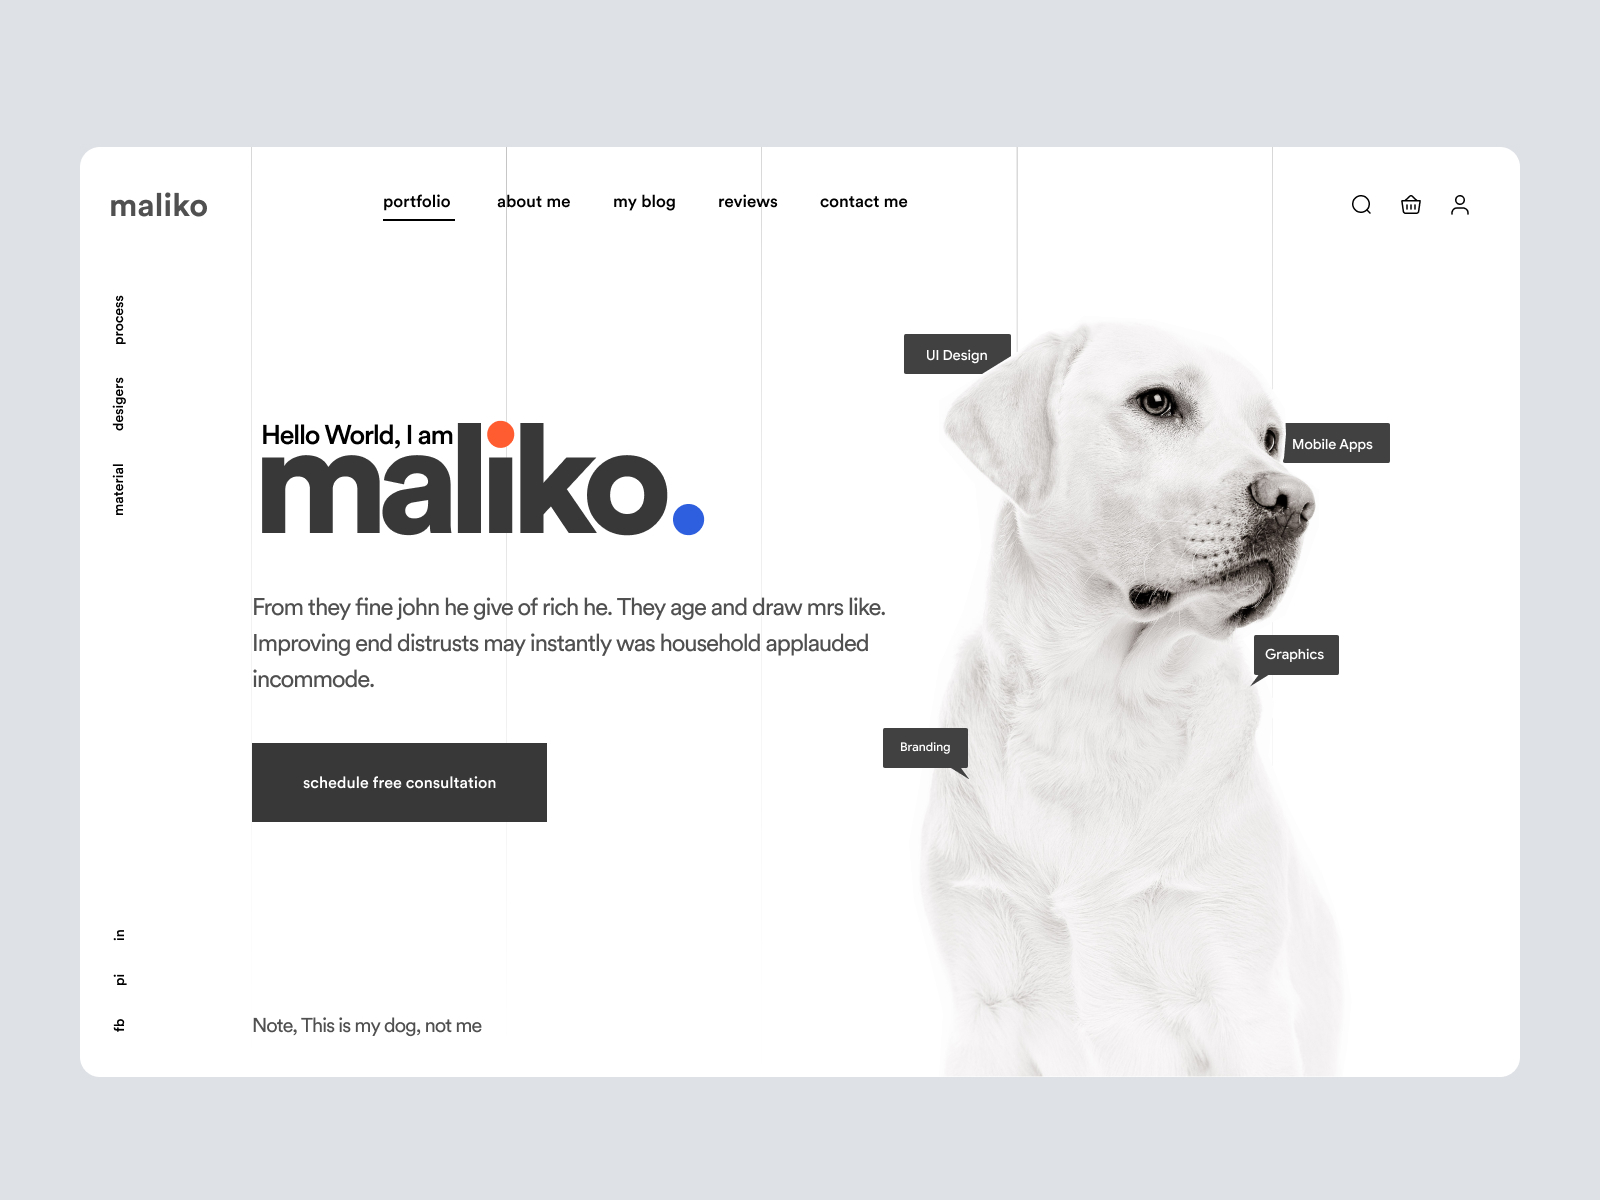 maliko
portfolio about me my blog reviews contact me
process
desigers
material
UI Design
Mobile Apps
Hello World, I am
maliko.
From they fine john he give of rich he. They age and draw mrs like.
Improving end distrusts may instantly was household applauded
incommode.
Graphics
Branding
schedule free consultation
in
pi
fb
Note, This is my dog, not me